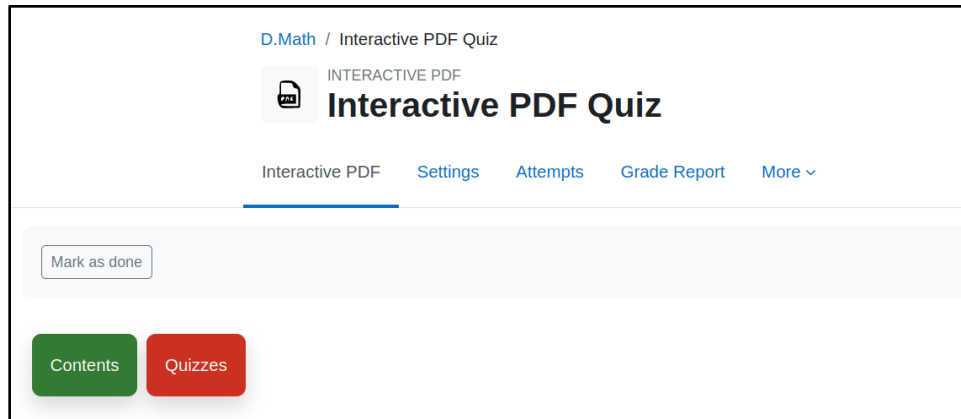 D.Math / Interactive PDF Quiz
INTERACTIVE PDF
Interactive PDF Quiz
Interactive PDF Settings Attempts Grade Report More
Mark as done
Contents Quizzes